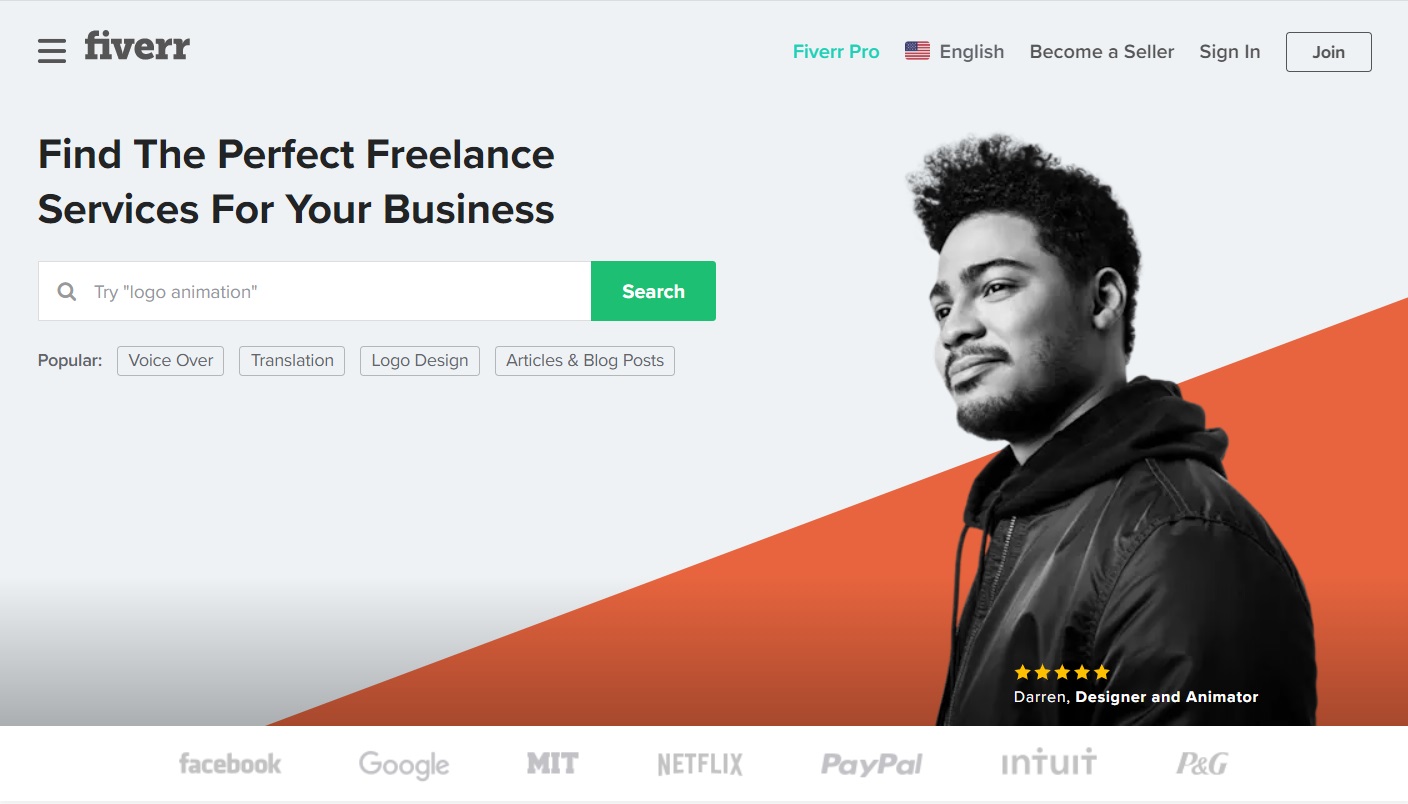 fiverr
Fiverr Pro English Become a Seller Sign In Join
Find The Perfect Freelance
Services For Your Business
Try "logo animation" Search
Popular: Voice Over Translation Logo Design Articles & Blog Posts
Darren, Designer and Animator
facebook Google MIT NETFLIX PayPal intuit P&G